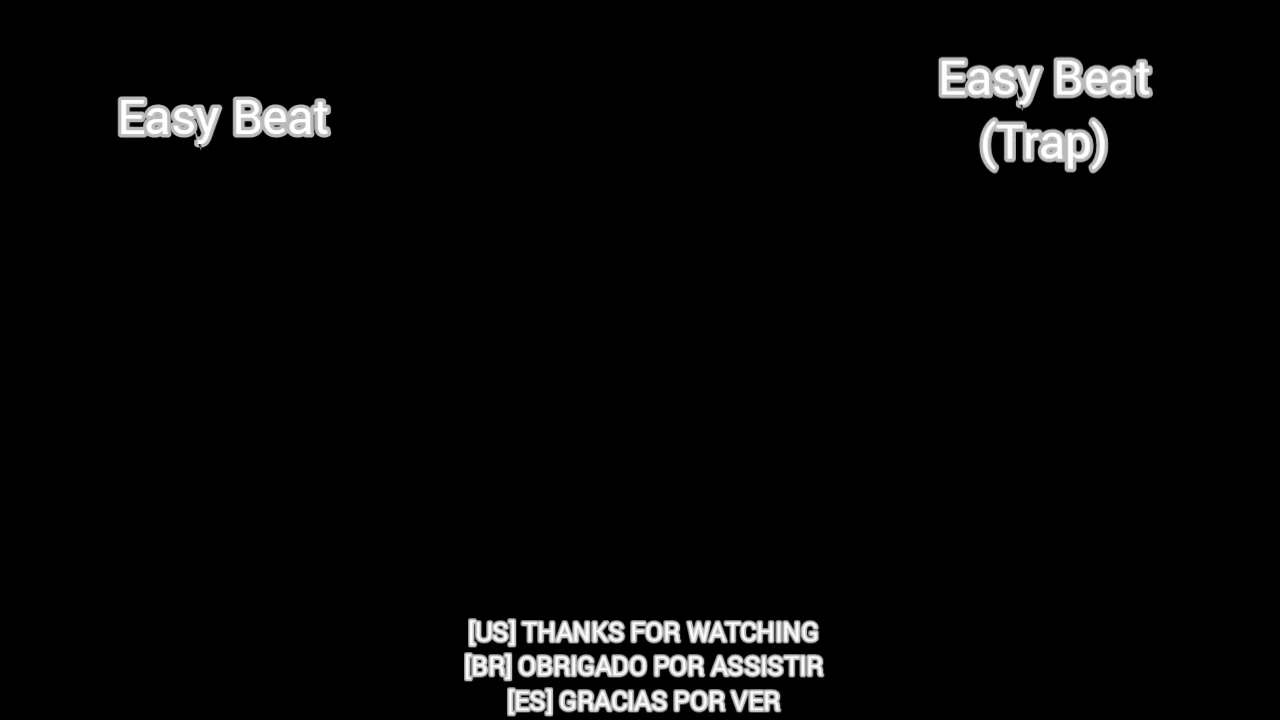 Easy Beat
Easy Beat
(Trap)
[US] THANKS FOR WATCHING
[BR] OBRIGADO POR ASSISTIR
[ES] GRACIAS POR VER